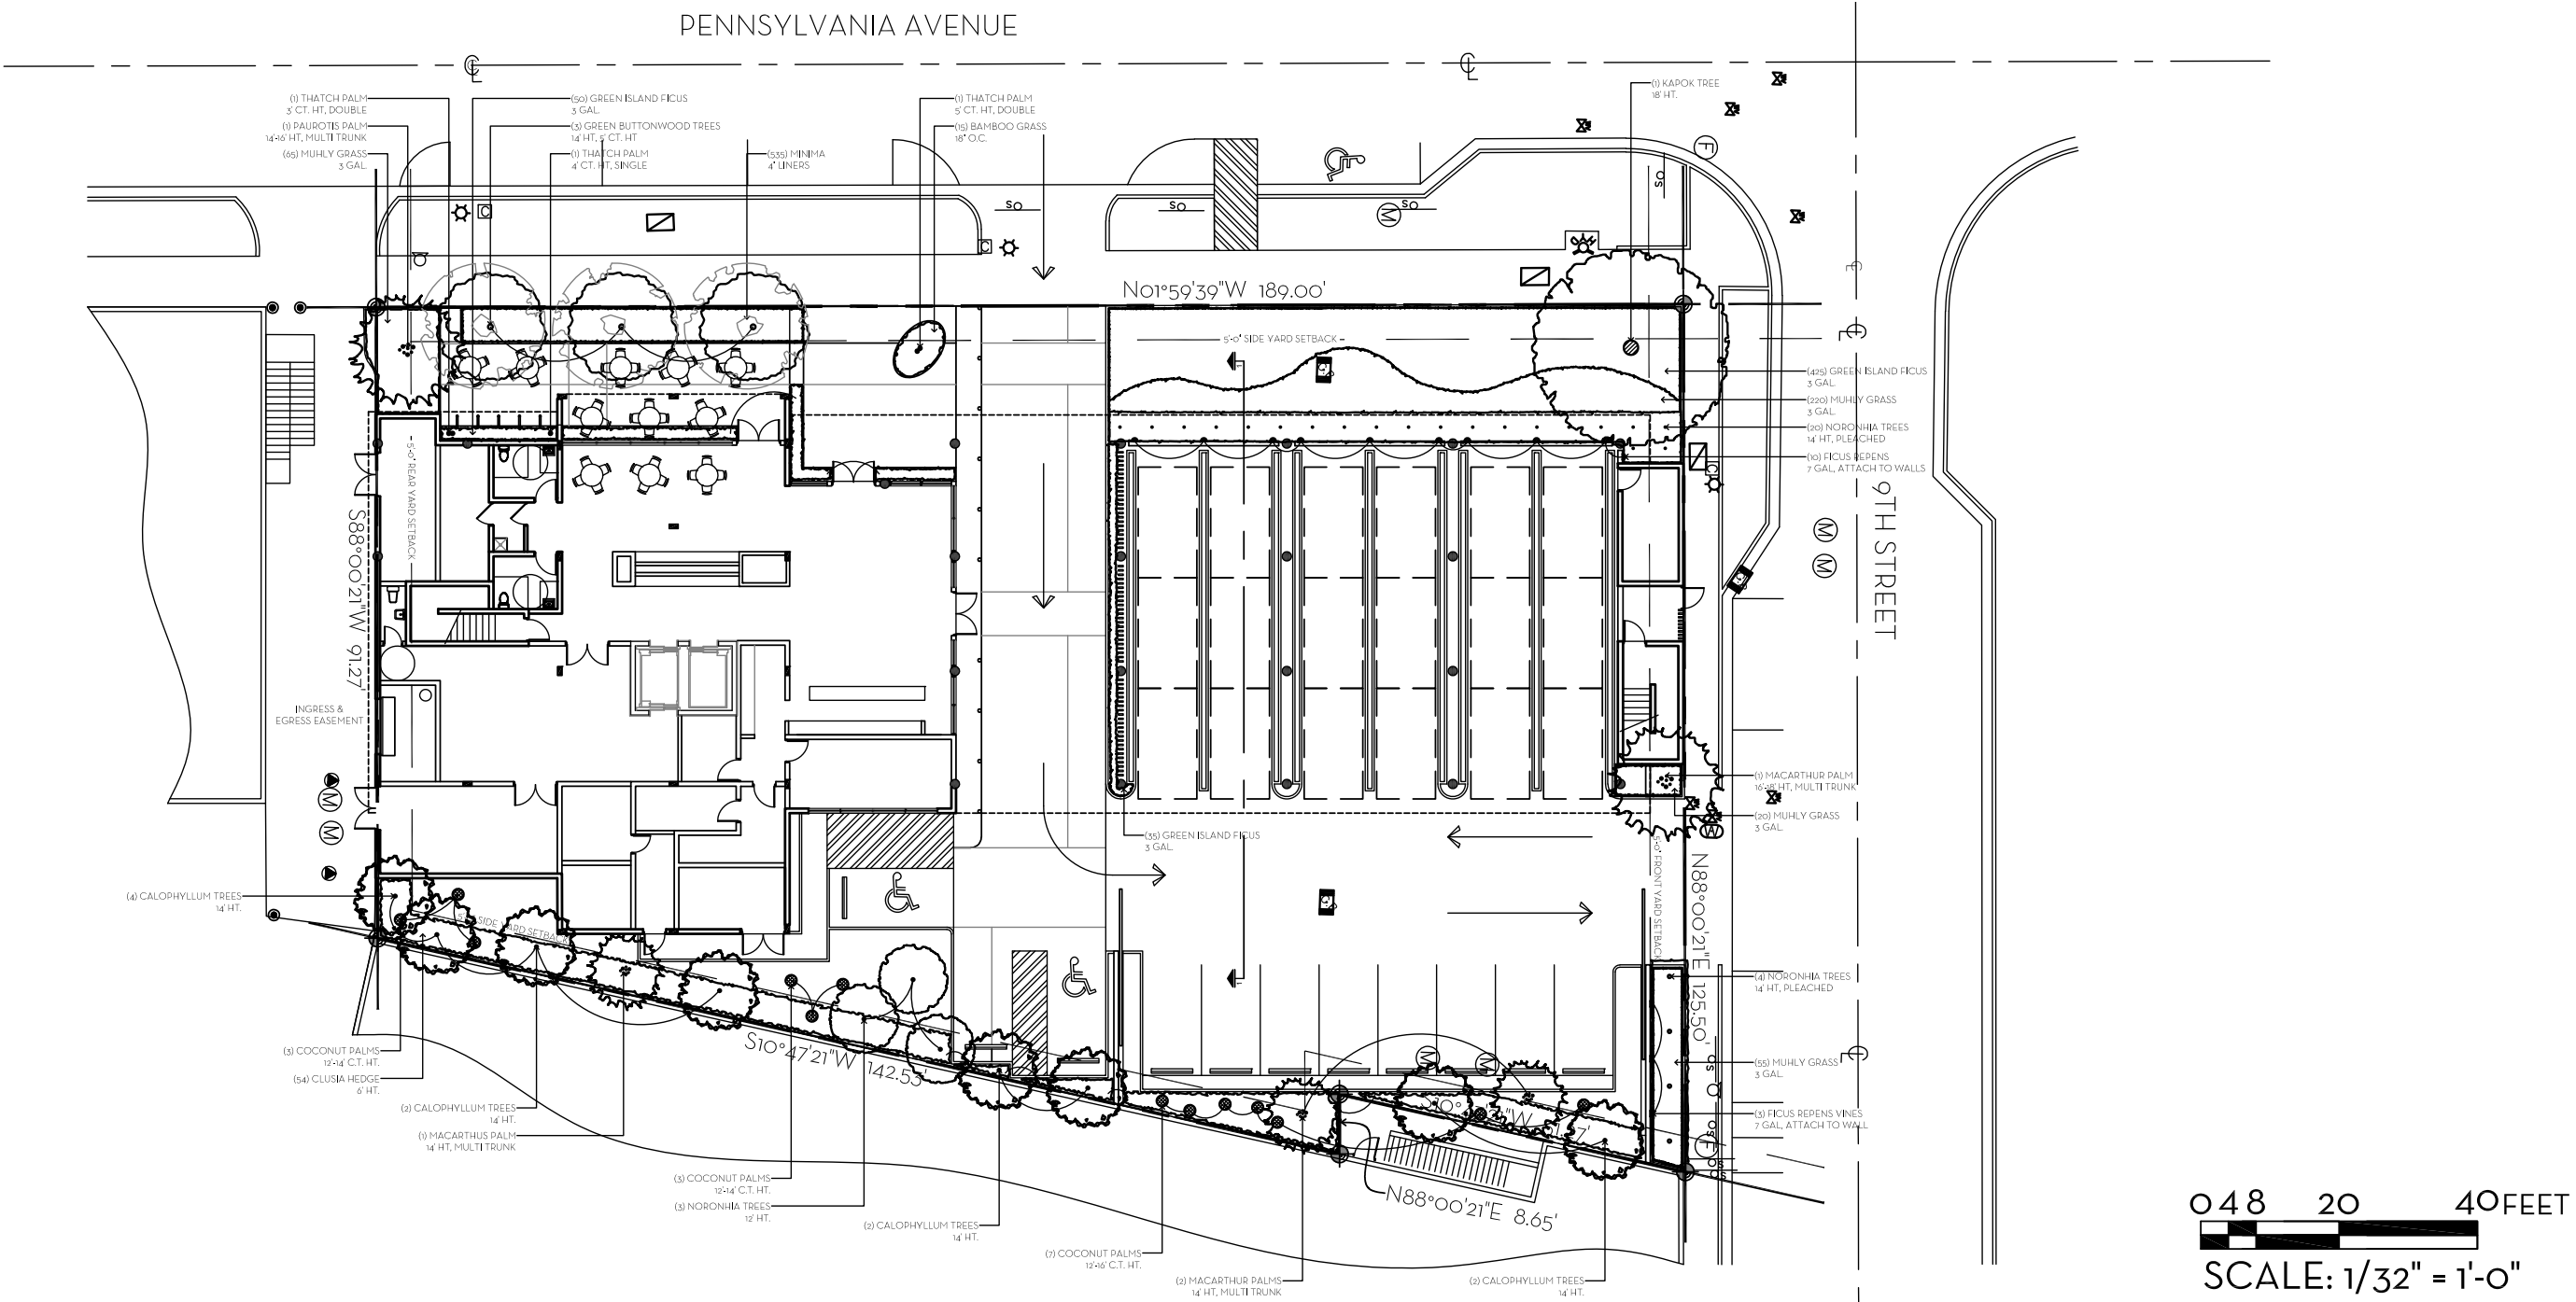 PENNSYLVANIA AVENUE
(1) THATCH PALM
3' CT. HT, DOUBLE
(1) PAUROTIS PALM
14'-16' HT, MULTI TRUNK
(65) MUHLY GRASS
3 GAL
(50) GREEN ISLAND FICUS
3 GAL
(3) GREEN BUTTONWOOD TREES
14' HT, 5' CT. HT
(1) THATCH PALM
4' CT. HT, SINGLE
(535) MINIMA
4" LINERS
(1) THATCH PALM
5' CT. HT, DOUBLE
(15) BAMBOO GRASS
18" O.C.
(1) KAPOK TREE
18' HT.
F
C
SO
SO
SO
SO
M
C
N01°59'39"W 189.00'
5'-0" SIDE YARD SETBACK
(425) GREEN ISLAND FICUS
3 GAL
(220) MUHLY GRASS
3 GAL
(20) NORONHIA TREES
14' HT, PLEACHED
(10) FICUS REPENS
7 GAL, ATTACH TO WALLS
C
9TH STREET
M
M
5'-0" REAR YARD SETBACK
S88°00'21"W 91.27'
INGRESS &
EGRESS EASEMENT
M
M
(1) MACARTHUR PALM
16'-18' HT, MULTI TRUNK
(20) MUHLY GRASS
3 GAL
W
(35) GREEN ISLAND FICUS
3 GAL
5'-0" FRONT YARD SETBACK
N88°00'21"E 125.50'
(4) CALOPHYLLUM TREES
14' HT.
SIDE YARD SETBACK
(4) NORONHIA TREES
14' HT, PLEACHED
S10°47'21"W 142.53'
(3) COCONUT PALMS
12'-14' C.T. HT.
(54) CLUSIA HEDGE
6' HT.
M
M
(55) MUHLY GRASS
3 GAL
SO
(2) CALOPHYLLUM TREES
14' HT.
(1) MACARTHUS PALM
14' HT, MULTI TRUNK
(3) FICUS REPENS VINES
7 GAL, ATTACH TO WALL
SO
F
SO
SO
(3) COCONUT PALMS
12'-14' C.T. HT.
(3) NORONHIA TREES
12' HT.
N88°00'21"E 8.65'
(2) CALOPHYLLUM TREES
14' HT.
(7) COCONUT PALMS
12'-16' C.T. HT.
(2) MACARTHUR PALMS
14' HT, MULTI TRUNK
(2) CALOPHYLLUM TREES
14' HT.
0 4 8 20 40 FEET
SCALE: 1/32" = 1'-0"